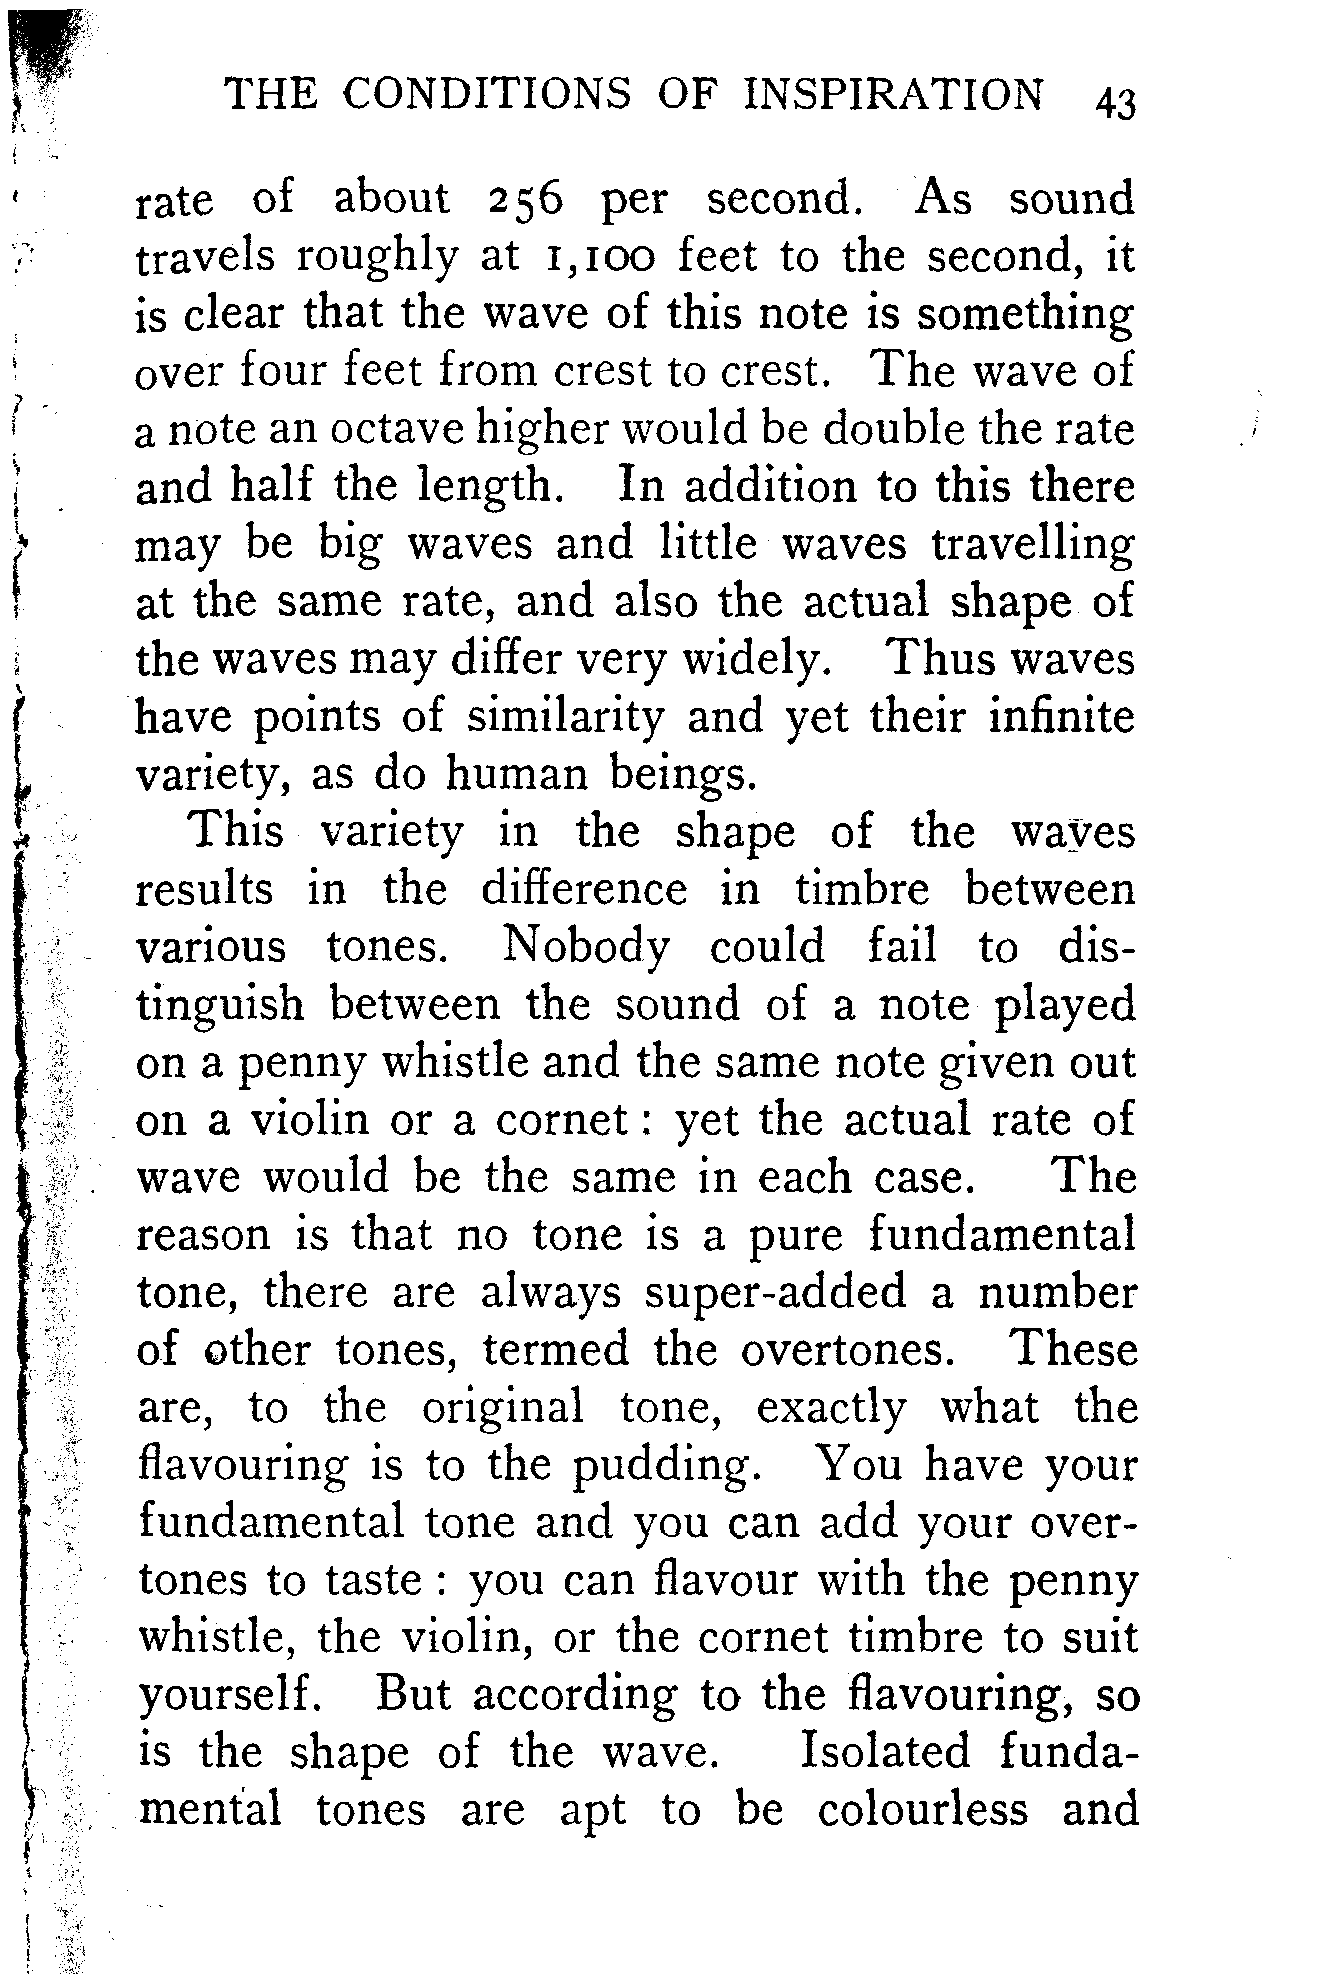 THE CONDITIONS OF INSPIRATION 43
rate of about 256 per second. As sound
travels roughly at 1,100 feet to the second, it
is clear that the wave of this note is something
over four feet from crest to crest. The wave of
a note an octave higher would be double the rate
and half the length. In addition to this there
may be big waves and little waves travelling
at the same rate, and also the actual shape of
the waves may differ very widely. Thus waves
have points of similarity and yet their infinite
variety, as do human beings.
This variety in the shape of the waves
results in the difference in timbre between
various tones. Nobody could fail to dis-
tinguish between the sound of a note played
on a penny whistle and the same note given out
on a violin or a cornet : yet the actual rate of
wave would be the same in each case. The
reason is that no tone is a pure fundamental
tone, there are always super-added a number
of other tones, termed the overtones. These
are, to the original tone, exactly what the
flavouring is to the pudding. You have your
fundamental tone and you can add your over-
tones to taste : you can flavour with the penny
whistle, the violin, or the cornet timbre to suit
yourself. But according to the flavouring, so
is the shape of the wave. Isolated funda-
mental tones are apt to be colourless and